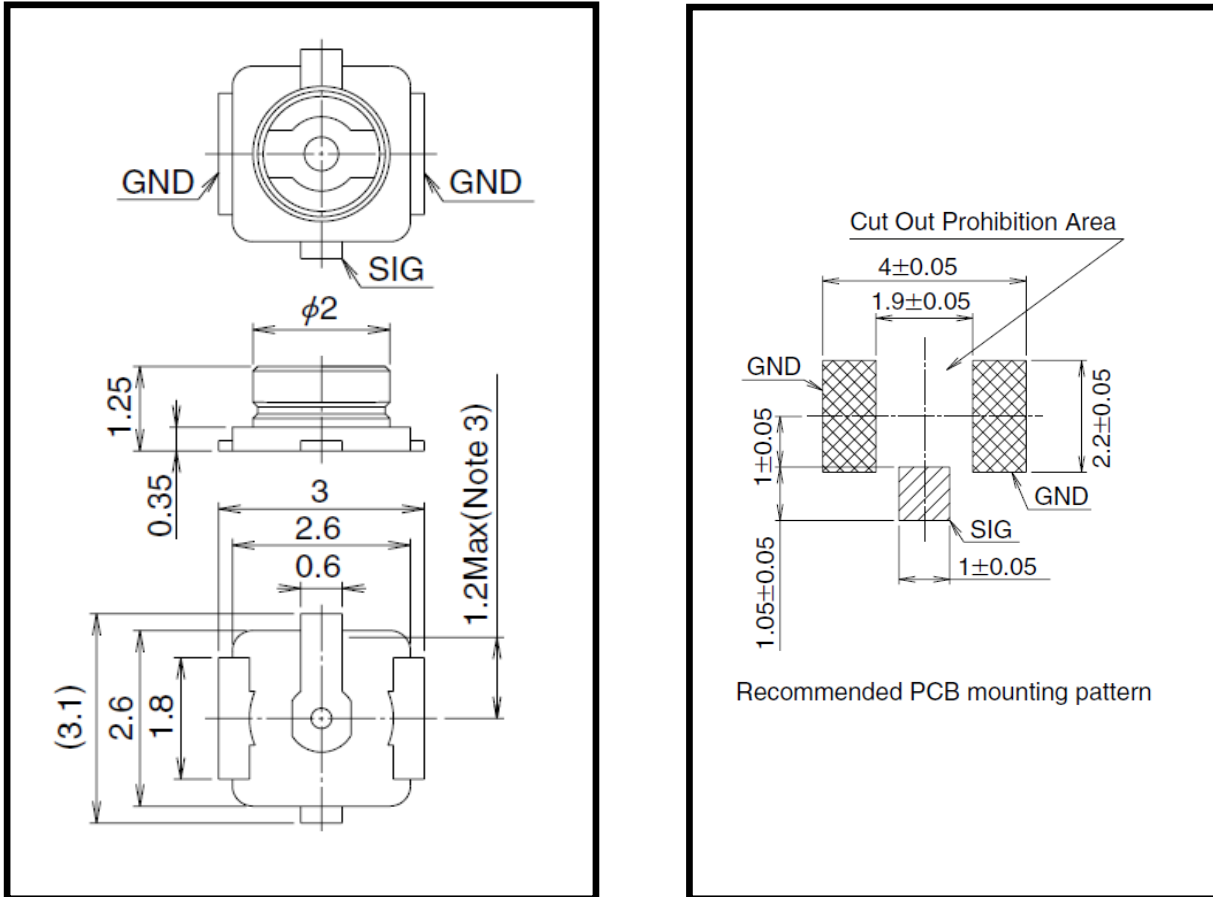 GND
GND
SIG
ϕ2
1.25
0.35
1.2Max(Note 3)
3
2.6
0.6
(3.1)
2.6
1.8
Cut Out Prohibition Area
4±0.05
1.9±0.05
GND
1±0.05
2.2±0.05
GND
SIG
1.05±0.05
1±0.05
Recommended PCB mounting pattern